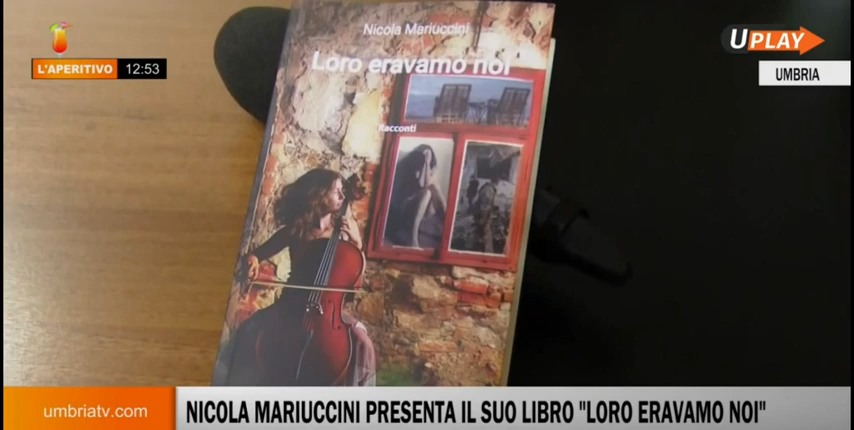 Nicola Mariuccini
Loro eravamo noi
Racconti
L'APERITIVO 12:53
UPLAY
UMBRIA
umbriatv.com
NICOLA MARIUCCINI PRESENTA IL SUO LIBRO "LORO ERAVAMO NOI"